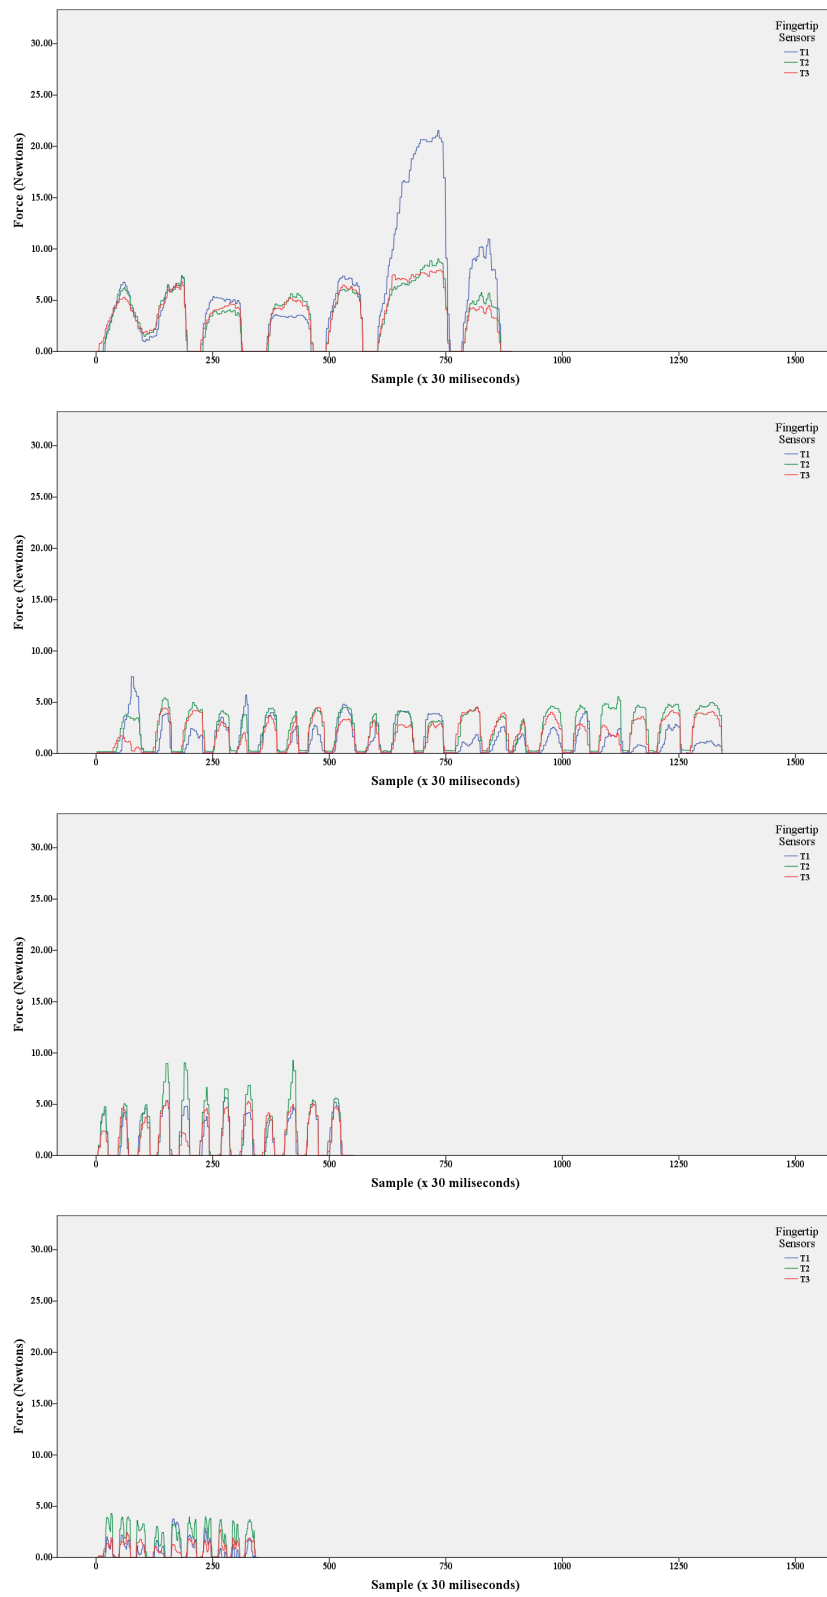 Fingertip
Sensors
T1
T2
T3
30.00
25.00
20.00
15.00
10.00
5.00
0.00
Force (Newtons)
0 250 500 750 1000 1250 1500
Sample (x 30 miliseconds)
Fingertip
Sensors
T1
T2
T3
30.00
25.00
20.00
15.00
10.00
5.00
0.00
Force (Newtons)
0 250 500 750 1000 1250 1500
Sample (x 30 miliseconds)
Fingertip
Sensors
T1
T2
T3
30.00
25.00
20.00
15.00
10.00
5.00
0.00
Force (Newtons)
0 250 500 750 1000 1250 1500
Sample (x 30 miliseconds)
Fingertip
Sensors
T1
T2
T3
30.00
25.00
20.00
15.00
10.00
5.00
0.00
Force (Newtons)
0 250 500 750 1000 1250 1500
Sample (x 30 miliseconds)